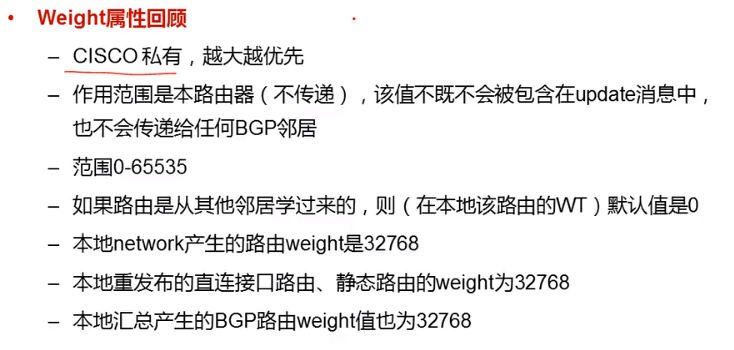 • Weight属性回顾
– CISCO 私有，越大越优先
– 作用范围是本路由器（不传递），该值不既不会被包含在update消息中，
也不会传递给任何BGP邻居
– 范围0-65535
– 如果路由是从其他邻居学过来的，则（在本地该路由的WT）默认值是0
– 本地network产生的路由weight是32768
– 本地重发布的直连接口路由、静态路由的weight为32768
– 本地汇总产生的BGP路由weight值也为32768